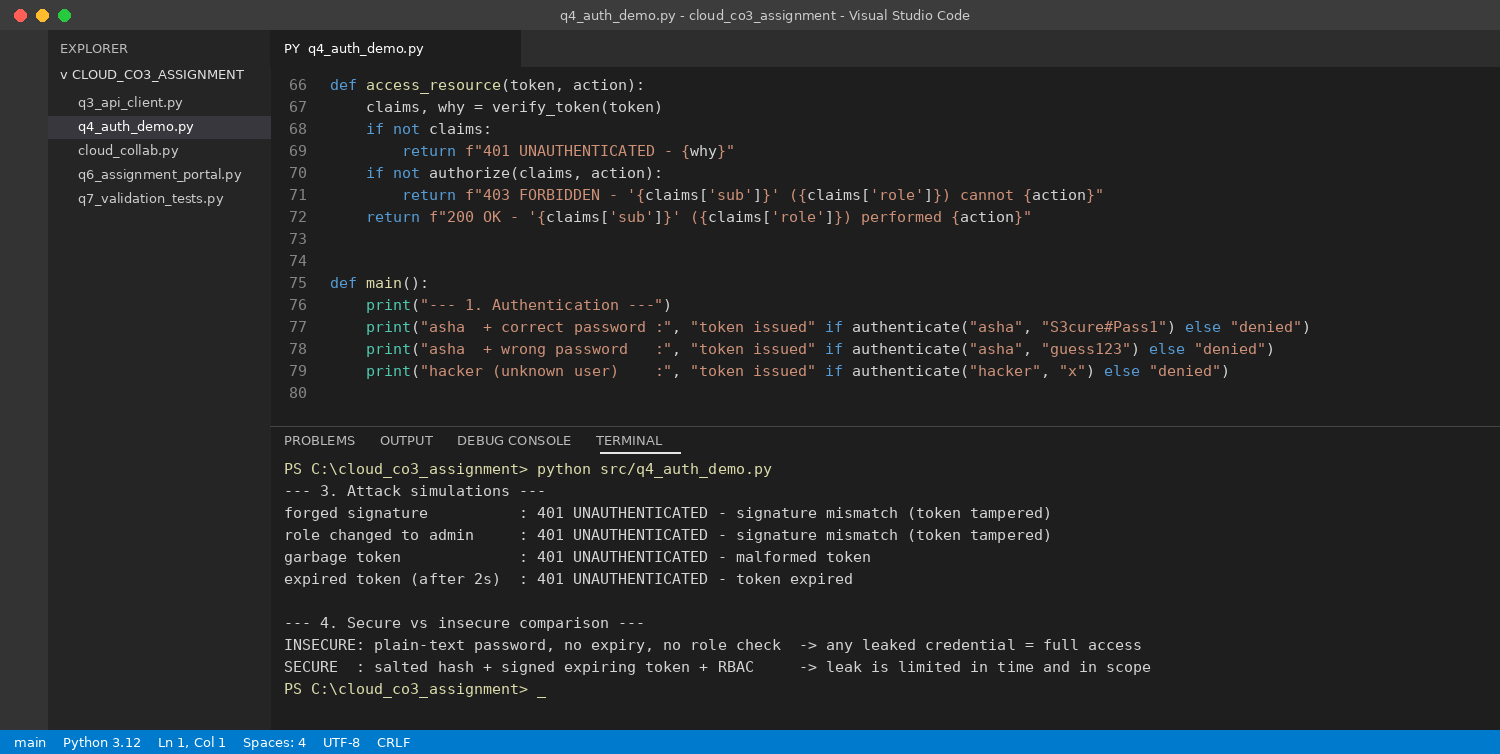 q4_auth_demo.py - cloud_co3_assignment - Visual Studio Code
EXPLORER
v CLOUD_CO3_ASSIGNMENT
q3_api_client.py
q4_auth_demo.py
cloud_collab.py
q6_assignment_portal.py
q7_validation_tests.py
PY q4_auth_demo.py
66 def access_resource(token, action):
67     claims, why = verify_token(token)
68     if not claims:
69         return f"401 UNAUTHENTICATED - {why}"
70     if not authorize(claims, action):
71         return f"403 FORBIDDEN - '{claims['sub']}' ({claims['role']}) cannot {action}"
72     return f"200 OK - '{claims['sub']}' ({claims['role']}) performed {action}"
73
74
75 def main():
76     print("--- 1. Authentication ---")
77     print("asha  + correct password :", "token issued" if authenticate("asha", "S3cure#Pass1") else "denied")
78     print("asha  + wrong password   :", "token issued" if authenticate("asha", "guess123") else "denied")
79     print("hacker (unknown user)    :", "token issued" if authenticate("hacker", "x") else "denied")
80
PROBLEMS OUTPUT DEBUG CONSOLE TERMINAL
PS C:\cloud_co3_assignment> python src/q4_auth_demo.py
--- 3. Attack simulations ---
forged signature          : 401 UNAUTHENTICATED - signature mismatch (token tampered)
role changed to admin     : 401 UNAUTHENTICATED - signature mismatch (token tampered)
garbage token             : 401 UNAUTHENTICATED - malformed token
expired token (after 2s)  : 401 UNAUTHENTICATED - token expired
--- 4. Secure vs insecure comparison ---
INSECURE: plain-text password, no expiry, no role check  -> any leaked credential = full access
SECURE  : salted hash + signed expiring token + RBAC     -> leak is limited in time and in scope
PS C:\cloud_co3_assignment> _
main Python 3.12 Ln 1, Col 1 Spaces: 4 UTF-8 CRLF